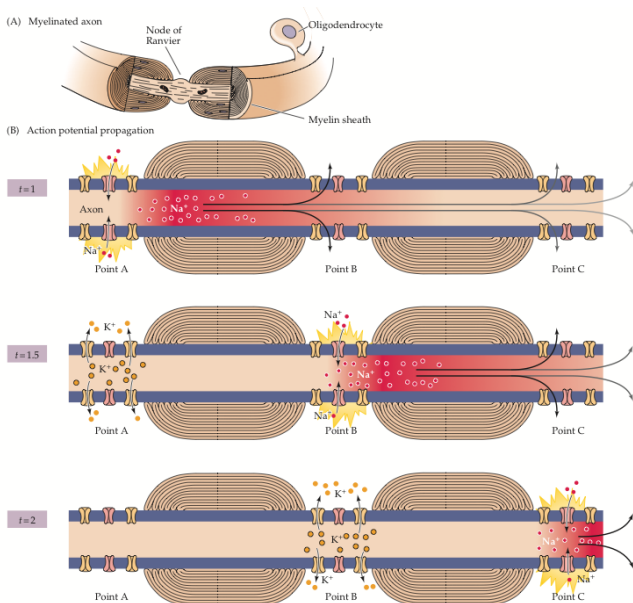 (A) Myelinated axon
Node of
Ranvier
Oligodendrocyte
Myelin sheath
(B) Action potential propagation
t=1
Axon
Na+
Na+
Point A
Point B
Point C
t=1.5
K+
K+
Na+
Na+
Na+
Point A
Point B
Point C
t=2
K+
K+
K+
Na+
Na+
Point A
Point B
Point C